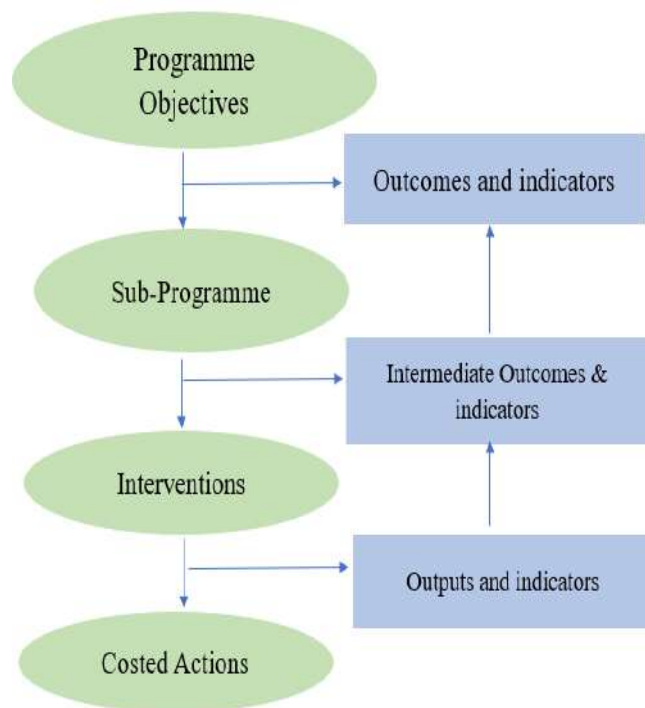 Programme
Objectives
Outcomes and indicators
Sub-Programme
Intermediate Outcomes &
indicators
Interventions
Outputs and indicators
Costed Actions